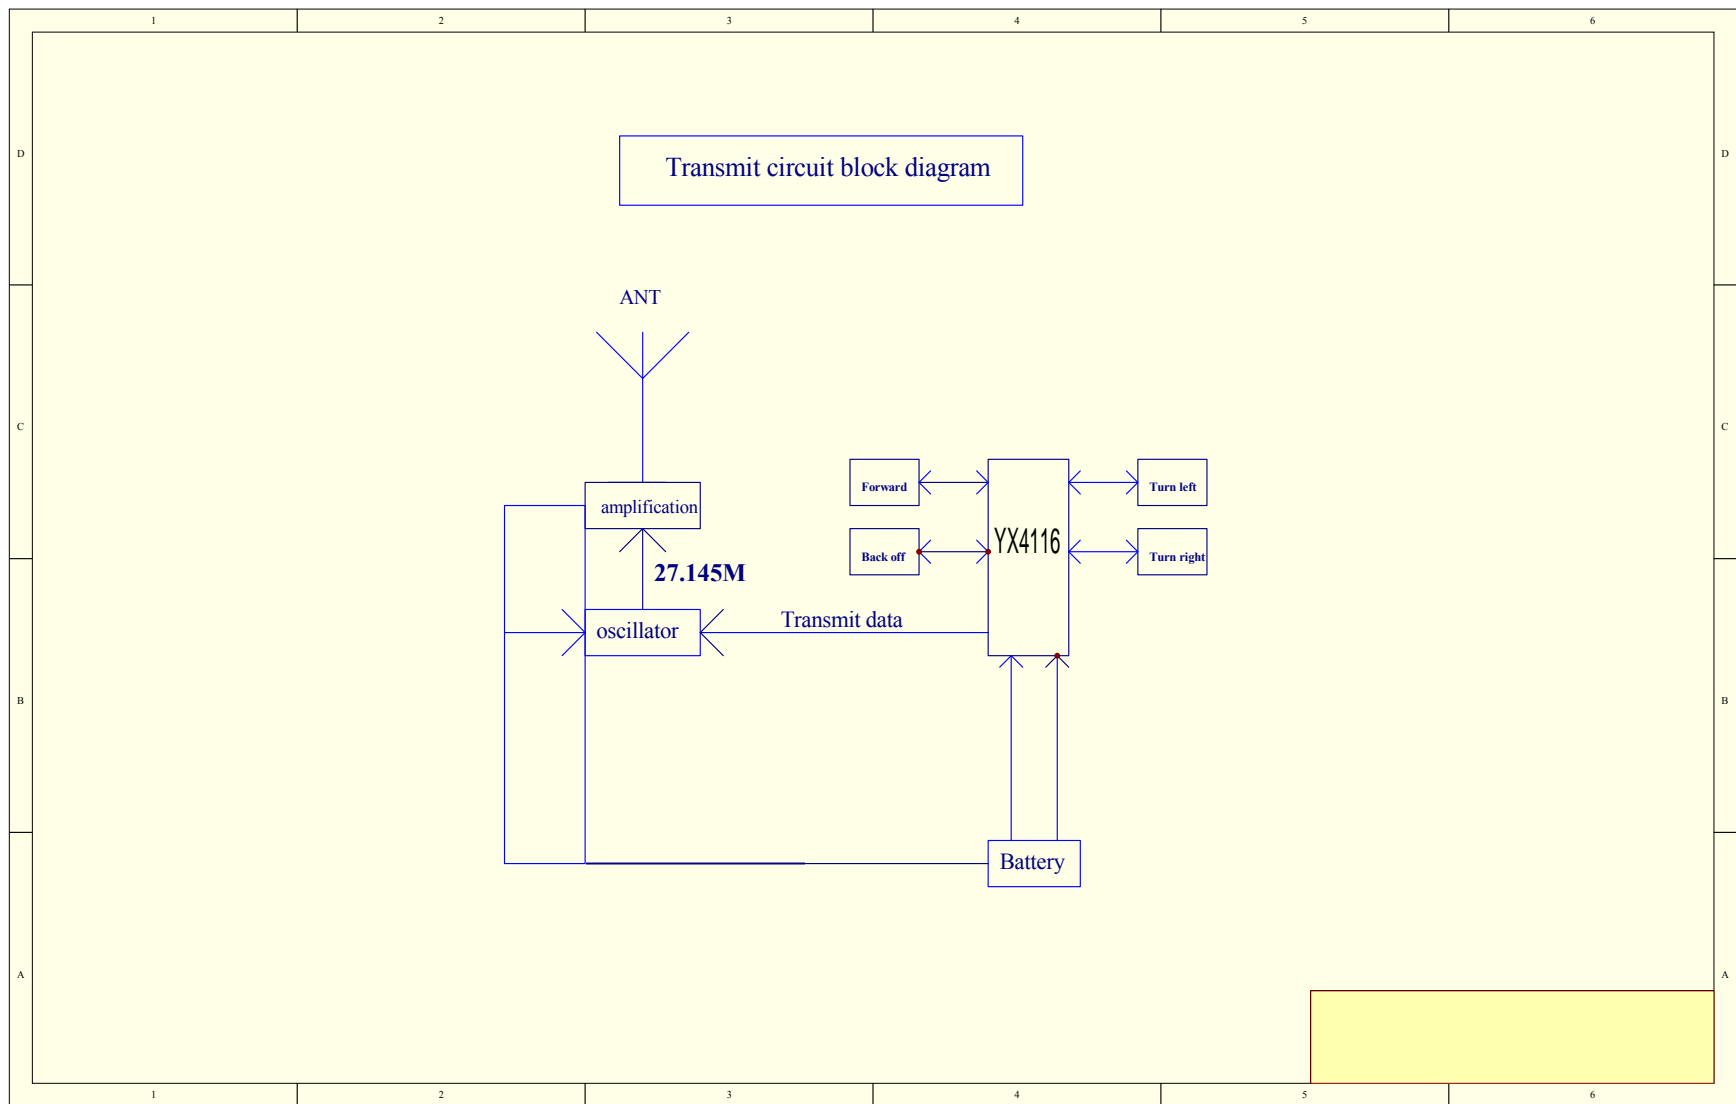 1 2 3 4 5 6
D D
Transmit circuit block diagram
ANT
C C
Forward Turn left
amplification
YX4116
Back off Turn right
27.145M
Transmit data
oscillator
B B
Battery
A A
1 2 3 4 5 6